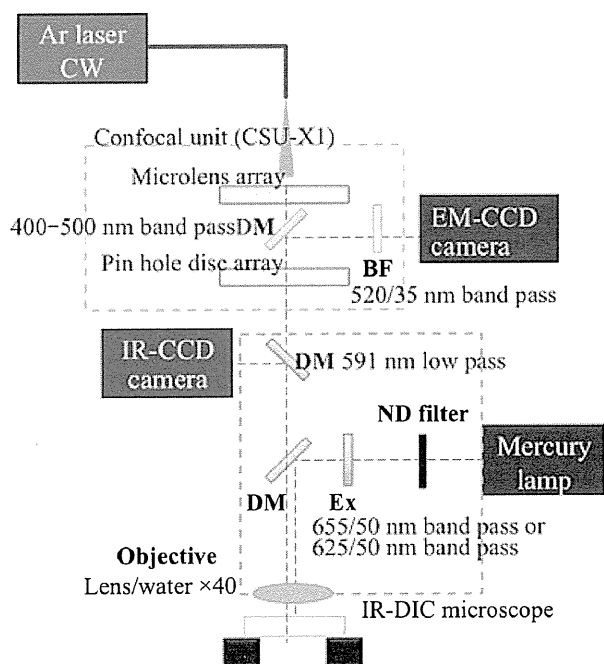 Ar laser
CW
Confocal unit (CSU-X1)
Microlens array
400−500 nm band pass DM
EM-CCD
camera
Pin hole disc array
BF
520/35 nm band pass
IR-CCD
camera
DM 591 nm low pass
ND filter
Mercury
lamp
DM
Ex
655/50 nm band pass or
625/50 nm band pass
Objective
Lens/water ×40
IR-DIC microscope